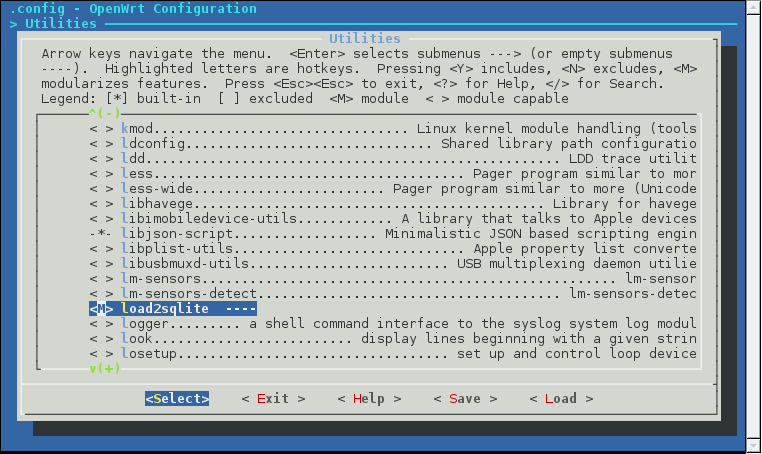 .config - OpenWrt Configuration
> Utilities
Utilities
Arrow keys navigate the menu.  <Enter> selects submenus ---> (or empty submenus
----).  Highlighted letters are hotkeys.  Pressing <Y> includes, <N> excludes, <M>
modularizes features.  Press <Esc><Esc> to exit, <?> for Help, </> for Search.
Legend: [*] built-in  [ ] excluded  <M> module  < > module capable
^(-)
< > kmod............................... Linux kernel module handling (tools
< > ldconfig.............................. Shared library path configuratio
< > ldd..................................................... LDD trace utilit
< > less....................................... Pager program similar to mor
< > less-wide....................... Pager program similar to more (Unicode
< > libhavege....................................... Library for havege
< > libimobiledevice-utils............ A library that talks to Apple devices
-*- libjson-script.................. Minimalistic JSON based scripting engin
< > libplist-utils............................ Apple property list converte
< > libusbmuxd-utils........................ USB multiplexing daemon utilie
< > lm-sensors.................................................. lm-sensor
< > lm-sensors-detect...................................... lm-sensors-detec
<M> load2sqlite  ----
< > logger......... a shell command interface to the syslog system log modul
< > look...................... display lines beginning with a given strin
< > losetup................................. set up and control loop device
v(+)
<Select>    < Exit >    < Help >    < Save >    < Load >